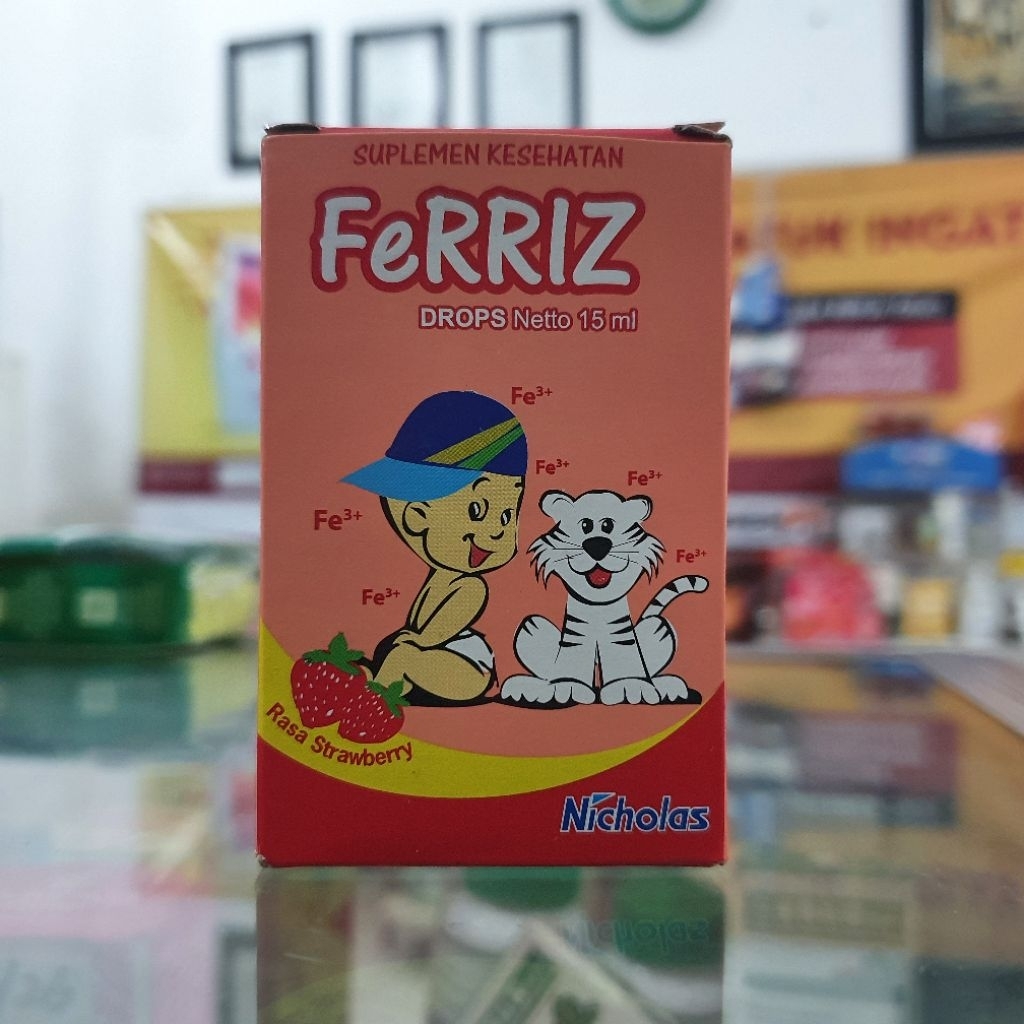 SUPLEMEN KESEHATAN
FeRRIZ
DROPS Netto 15 ml
Fe³⁺
Fe³⁺
Fe³⁺
Fe³⁺
Fe³⁺
Fe³⁺
Rasa Strawberry
Nicholas